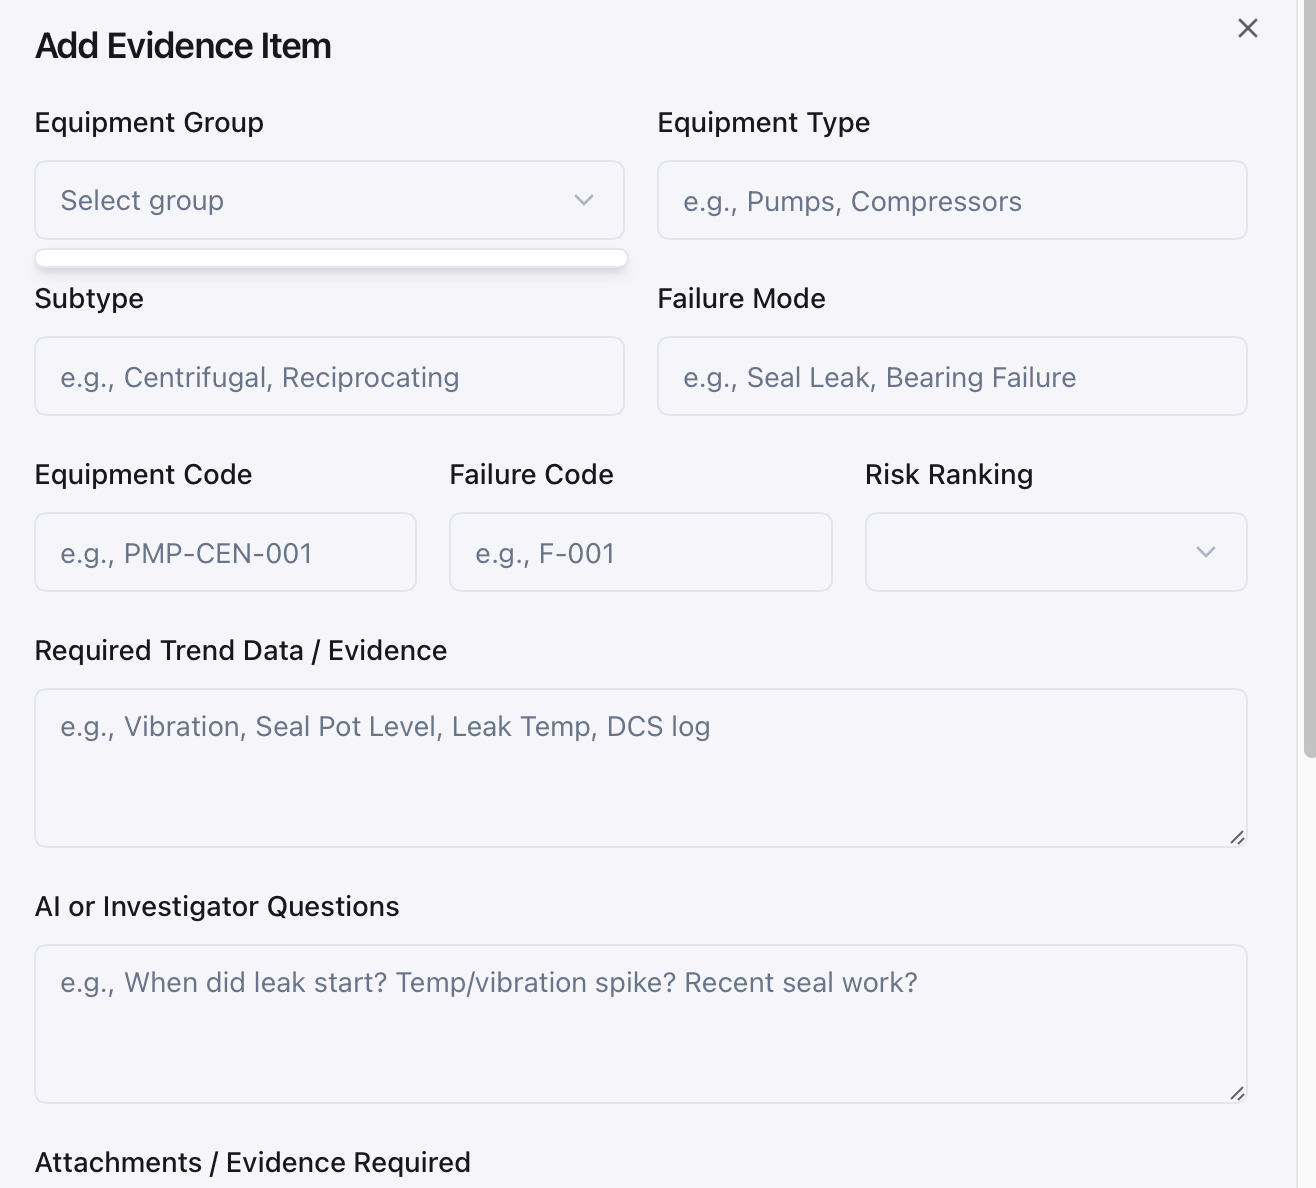 Add Evidence Item
Equipment Group
Equipment Type
Select group
e.g., Pumps, Compressors
Subtype
Failure Mode
e.g., Centrifugal, Reciprocating
e.g., Seal Leak, Bearing Failure
Equipment Code
Failure Code
Risk Ranking
e.g., PMP-CEN-001
e.g., F-001
Required Trend Data / Evidence
e.g., Vibration, Seal Pot Level, Leak Temp, DCS log
AI or Investigator Questions
e.g., When did leak start? Temp/vibration spike? Recent seal work?
Attachments / Evidence Required